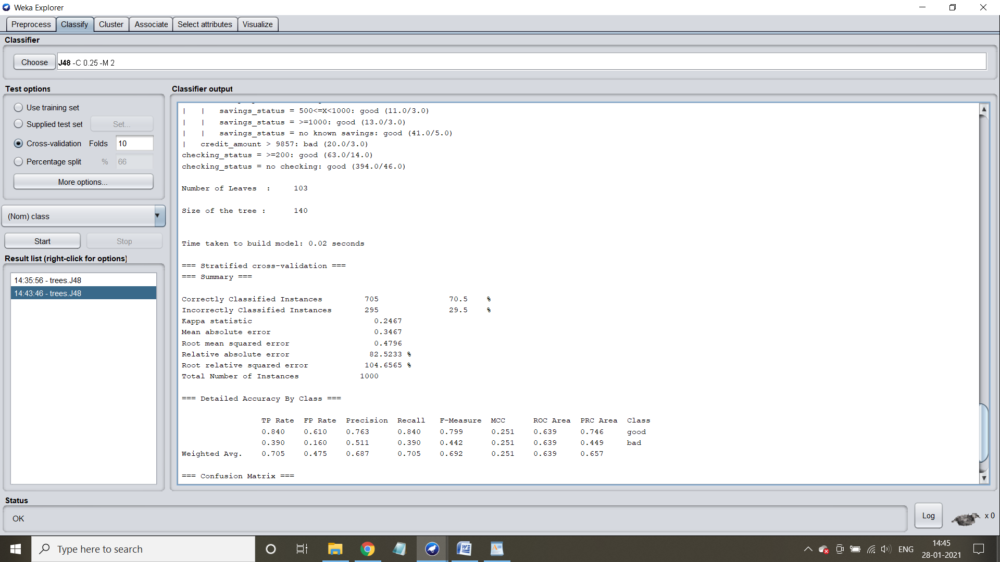 Weka Explorer
Preprocess Classify Cluster Associate Select attributes Visualize
Classifier
Choose J48 -C 0.25 -M 2
Test options
Use training set
Supplied test set Set...
Cross-validation Folds 10
Percentage split % 66
More options...
(Nom) class
Start Stop
Result list (right-click for options)
14:35:56 - trees.J48
14:43:46 - trees.J48
Classifier output
| | savings_status = 500<=X<1000: good (11.0/3.0)
| | savings_status = >=1000: good (13.0/3.0)
| | savings_status = no known savings: good (41.0/5.0)
| credit_amount > 9857: bad (20.0/3.0)
checking_status = >=200: good (63.0/14.0)
checking_status = no checking: good (394.0/46.0)
Number of Leaves : 103
Size of the tree : 140
Time taken to build model: 0.02 seconds
=== Stratified cross-validation ===
=== Summary ===
Correctly Classified Instances 705 70.5 %
Incorrectly Classified Instances 295 29.5 %
Kappa statistic 0.2467
Mean absolute error 0.3467
Root mean squared error 0.4796
Relative absolute error 82.5233 %
Root relative squared error 104.6565 %
Total Number of Instances 1000
=== Detailed Accuracy By Class ===
TP Rate FP Rate Precision Recall F-Measure MCC ROC Area PRC Area Class
0.840 0.610 0.763 0.840 0.799 0.251 0.639 0.746 good
0.390 0.160 0.511 0.390 0.442 0.251 0.639 0.449 bad
Weighted Avg. 0.705 0.475 0.687 0.705 0.692 0.251 0.639 0.657
=== Confusion Matrix ===
Status
OK
Log x 0
Type here to search
ENG
14:45
28-01-2021